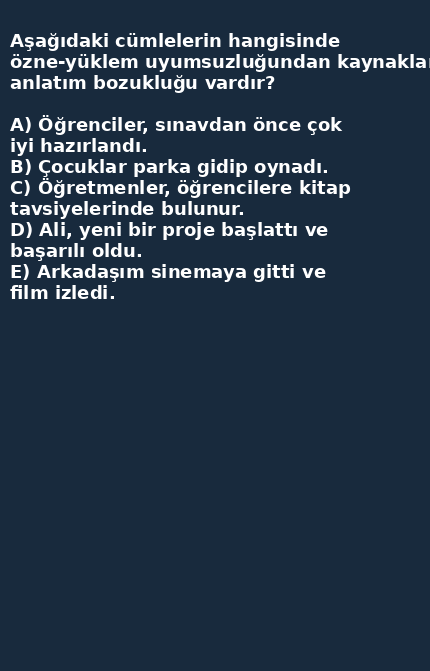 Aşağıdaki cümlelerin hangisinde
özne-yüklem uyumsuzluğundan
anlatım bozukluğu vardır?
A) Öğrenciler, sınavdan önce çok
iyi hazırlandı.
B) Çocuklar parka gidip oynadı.
C) Öğretmenler, öğrencilere kitap
tavsiyelerinde bulunur.
D) Ali, yeni bir proje başlattı ve
başarılı oldu.
E) Arkadaşım sinemaya gitti ve
film izledi.